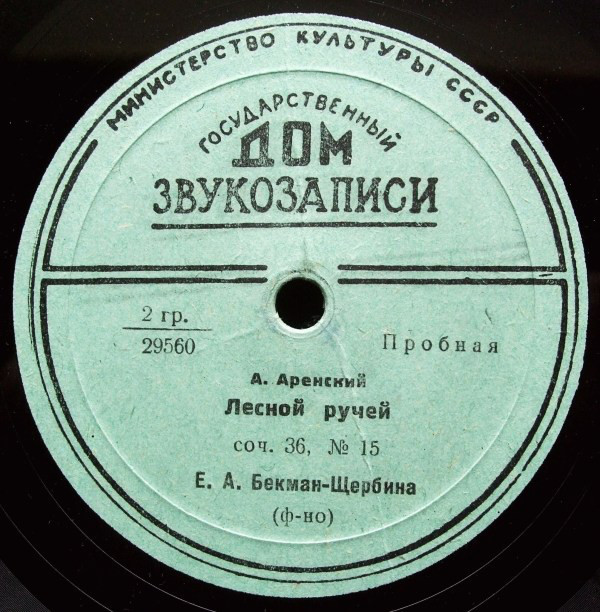 МИНИСТЕРСТВО КУЛЬТУРЫ СССР
ГОСУДАРСТВЕННЫЙ
ДОМ
ЗВУКОЗАПИСИ
2 гр.
29560
Пробная
А. Аренский
Лесной ручей
соч. 36, № 15
Е. А. Бекман-Щербина
(ф-но)